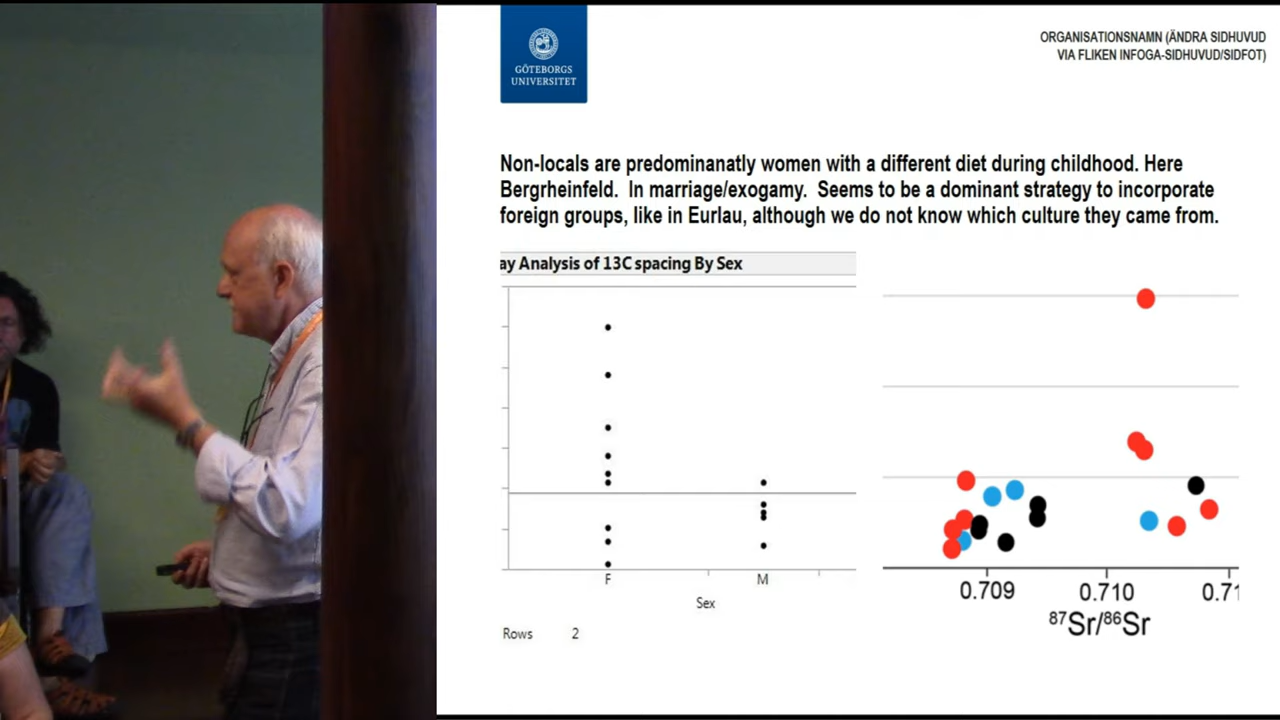 GÖTEBORGS
UNIVERSITET
ORGANISATIONSNAMN (ÄNDRA SIDHUVUD
VIA FLIKEN INFOGA-SIDHUVUD/SIDFOT)
Non-locals are predominanatly women with a different diet during childhood. Here
Bergrheinfeld. In marriage/exogamy. Seems to be a dominant strategy to incorporate
foreign groups, like in Eurlau, although we do not know which culture they came from.
ay Analysis of 13C spacing By Sex
F M
Sex
Rows 2
0.709 0.710 0.71
⁸⁷Sr/⁸⁶Sr